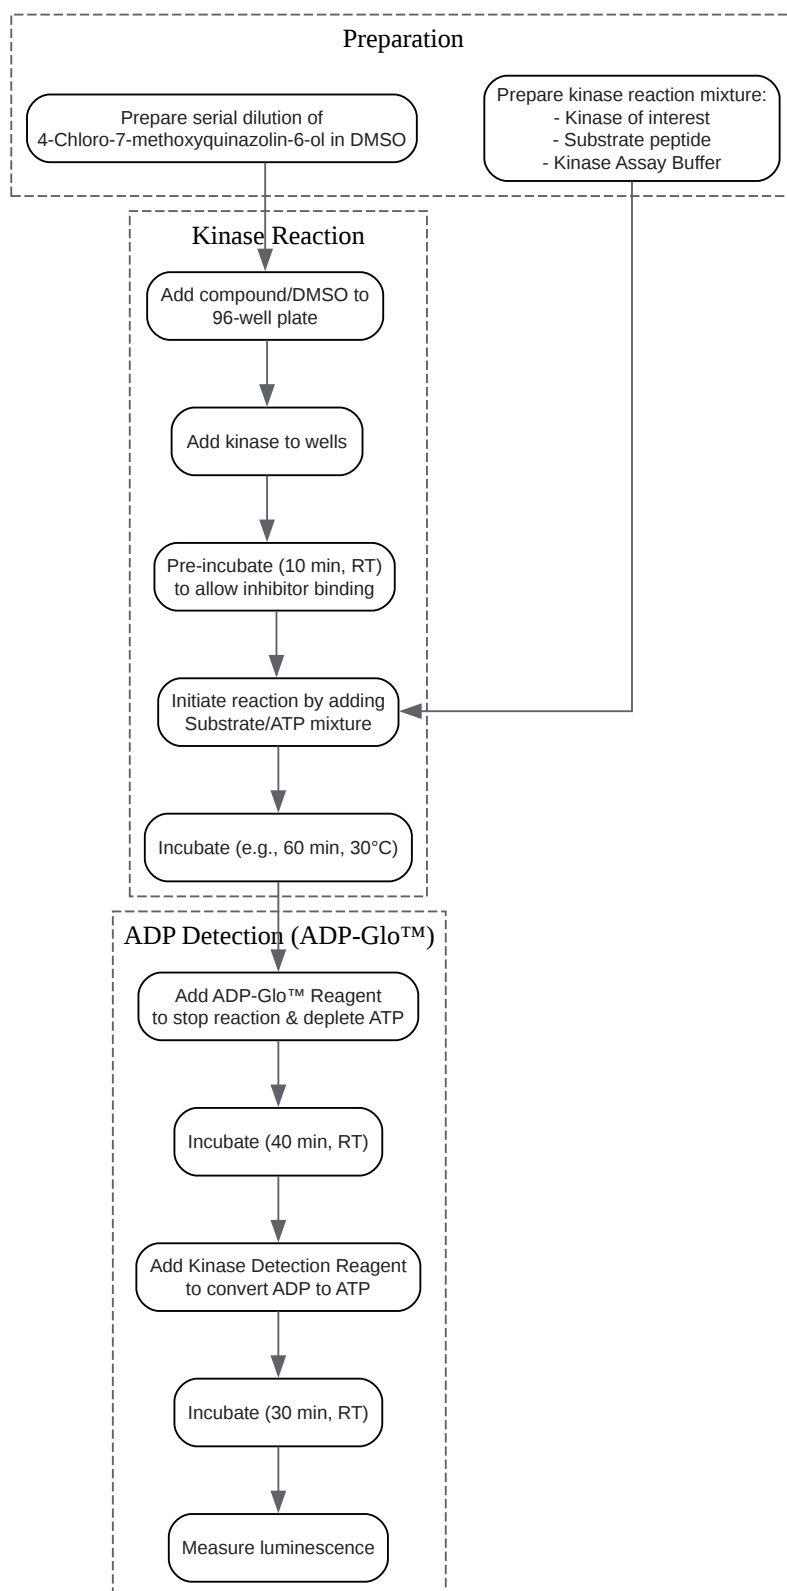 Preparation
Prepare serial dilution of
4-Chloro-7-methoxyquinazolin-6-ol in DMSO
Prepare kinase reaction mixture:
- Kinase of interest
- Substrate peptide
- Kinase Assay Buffer
Kinase Reaction
Add compound/DMSO to
96-well plate
Add kinase to wells
Pre-incubate (10 min, RT)
to allow inhibitor binding
Initiate reaction by adding
Substrate/ATP mixture
Incubate (e.g., 60 min, 30°C)
ADP Detection (ADP-Glo™)
Add ADP-Glo™ Reagent
to stop reaction & deplete ATP
Incubate (40 min, RT)
Add Kinase Detection Reagent
to convert ADP to ATP
Incubate (30 min, RT)
Measure luminescence